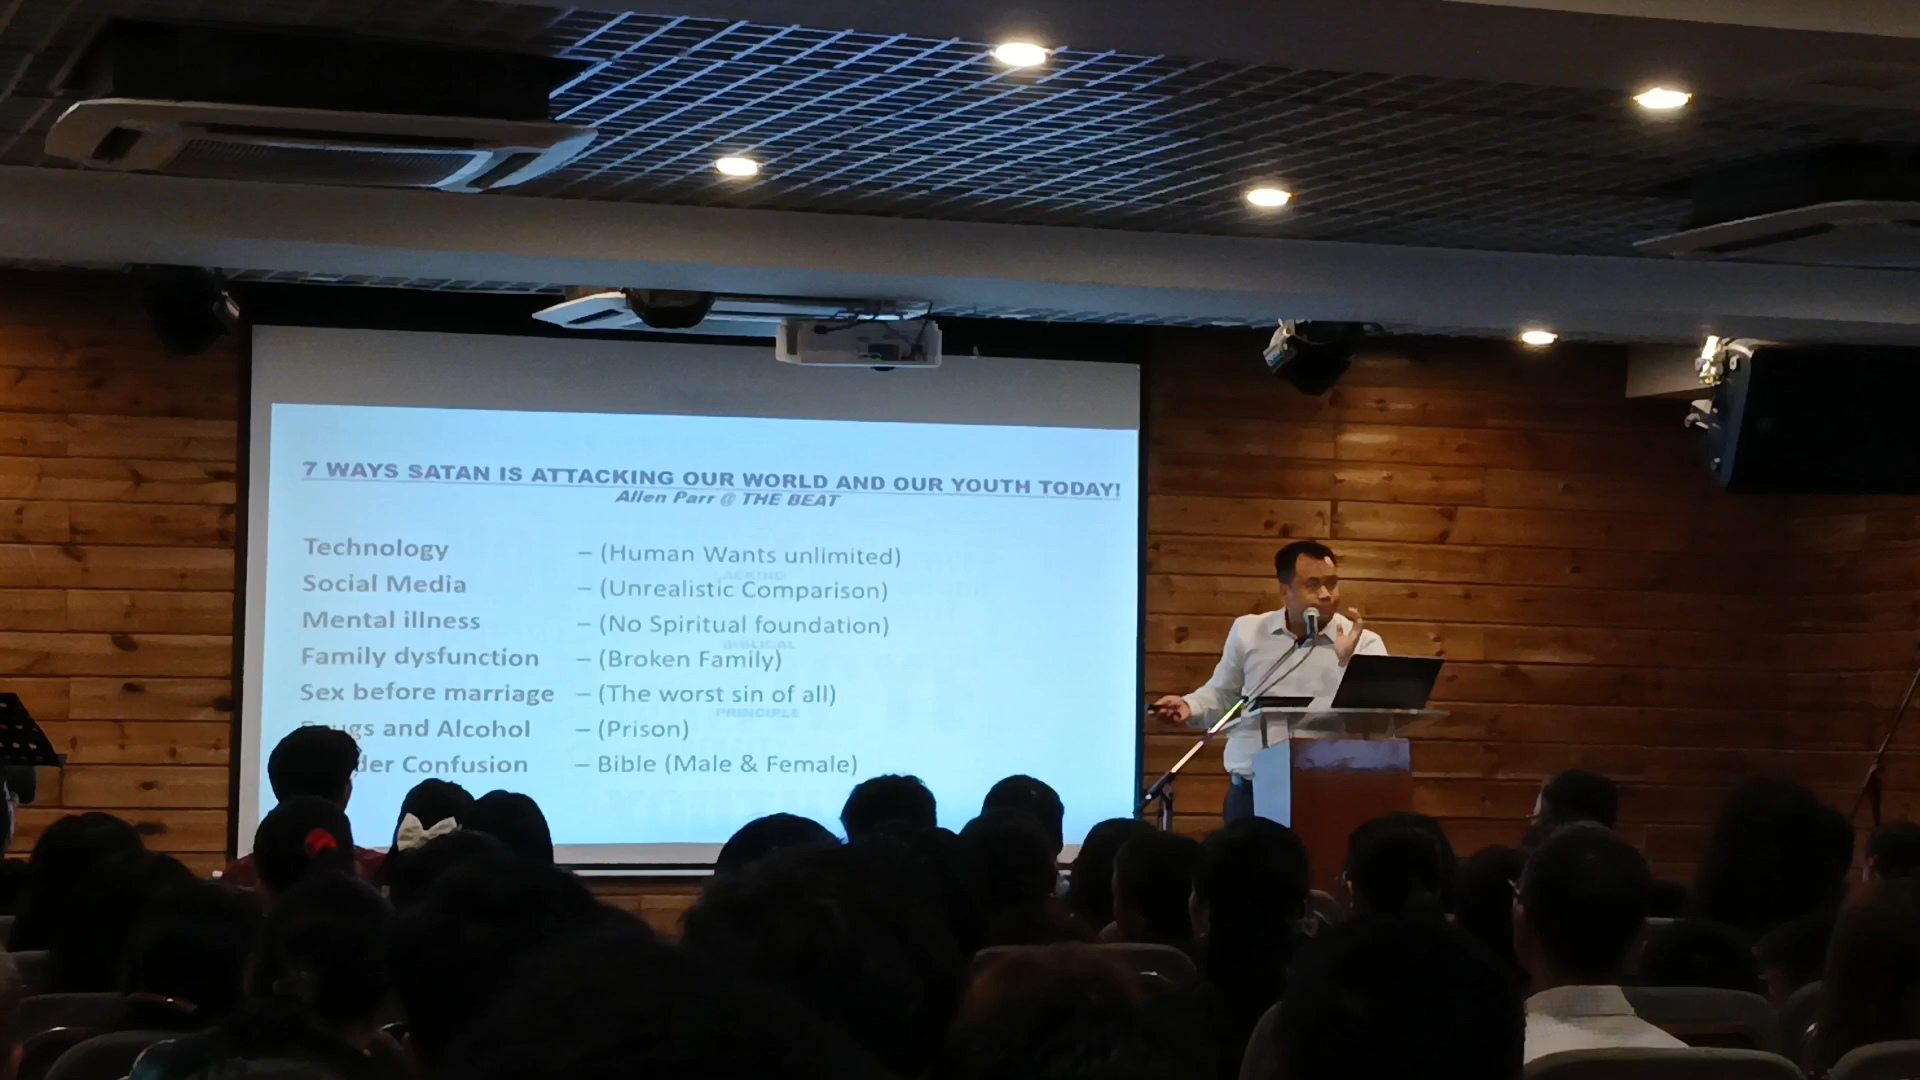 7 WAYS SATAN IS ATTACKING OUR WORLD AND OUR YOUTH TODAY!
Allen Parr @ THE BEAT
Technology – (Human Wants unlimited)
Social Media – (Unrealistic Comparison)
Mental illness – (No Spiritual foundation)
Family dysfunction – (Broken Family)
Sex before marriage – (The worst sin of all)
and Alcohol – (Prison)
Confusion – Bible (Male & Female)
BIBLICAL
PRINCIPLE